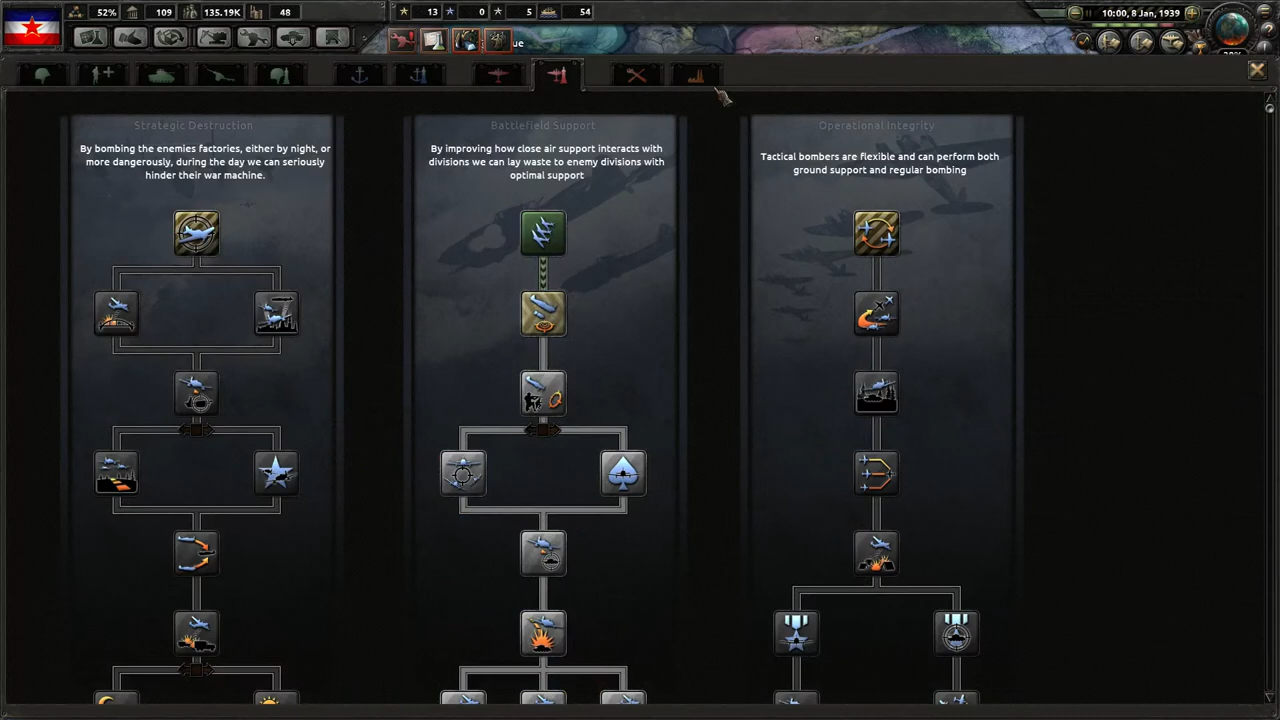 52%
109
135.19K
48
13
0
5
54
10:00, 8 Jan, 1939
ue
Strategic Destruction
By bombing the enemies factories, either by night, or
more dangerously, during the day we can seriously
hinder their war machine.
Battlefield Support
By improving how close air support interacts with
divisions we can lay waste to enemy divisions with
optimal support
Operational Integrity
Tactical bombers are flexible and can perform both
ground support and regular bombing